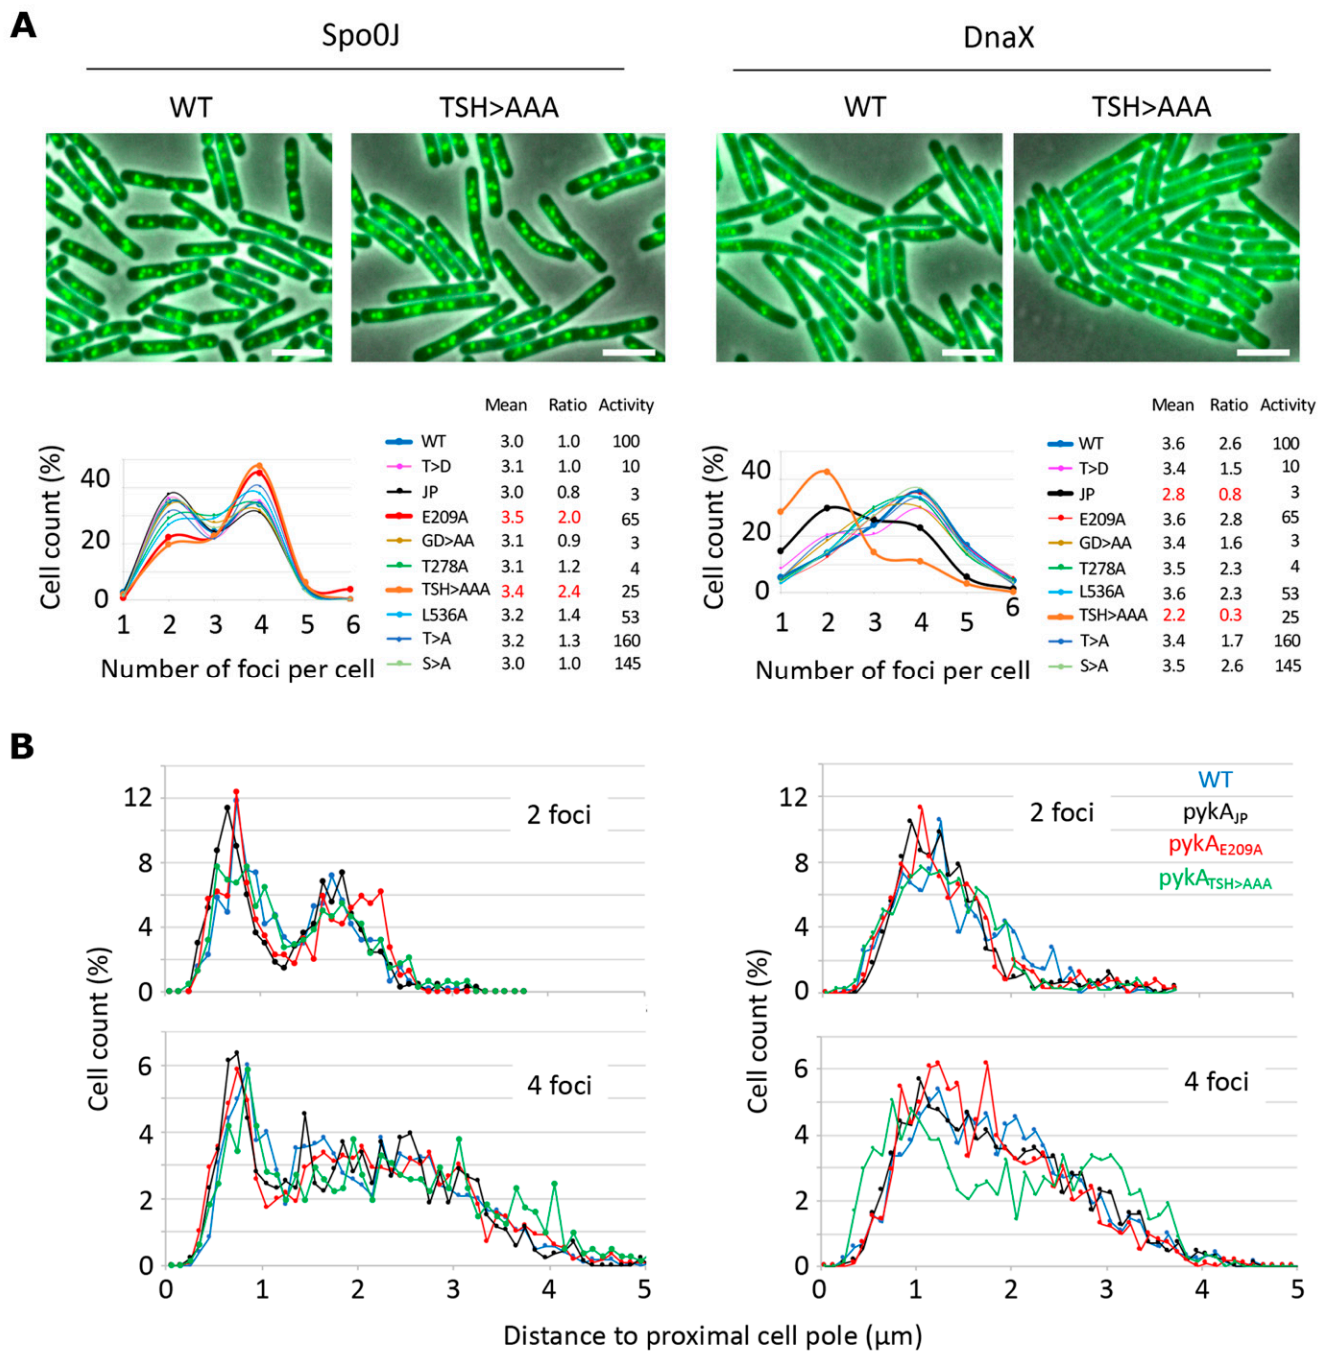 A
Spo0J
DnaX
WT
TSH>AAA
WT
TSH>AAA
Mean Ratio Activity
WT 3.0 1.0 100
T>D 3.1 1.0 10
JP 3.0 0.8 3
E209A 3.5 2.0 65
GD>AA 3.1 0.9 3
T278A 3.1 1.2 4
TSH>AAA 3.4 2.4 25
L536A 3.2 1.4 53
T>A 3.2 1.3 160
S>A 3.0 1.0 145
Cell count (%)
40
20
0
1 2 3 4 5 6
Number of foci per cell
Mean Ratio Activity
WT 3.6 2.6 100
T>D 3.4 1.5 10
JP 2.8 0.8 3
E209A 3.6 2.8 65
GD>AA 3.4 1.6 3
T278A 3.5 2.3 4
L536A 3.6 2.3 53
TSH>AAA 2.2 0.3 25
T>A 3.4 1.7 160
S>A 3.5 2.6 145
Cell count (%)
40
20
0
1 2 3 4 5 6
Number of foci per cell
B
2 foci
12
8
4
0
4 foci
6
4
2
0
0 1 2 3 4 5
Cell count (%)
2 foci
WT
pykAJP
pykAE209A
pykATSH>AAA
12
8
4
0
4 foci
6
4
2
0
0 1 2 3 4 5
Cell count (%)
Distance to proximal cell pole (µm)